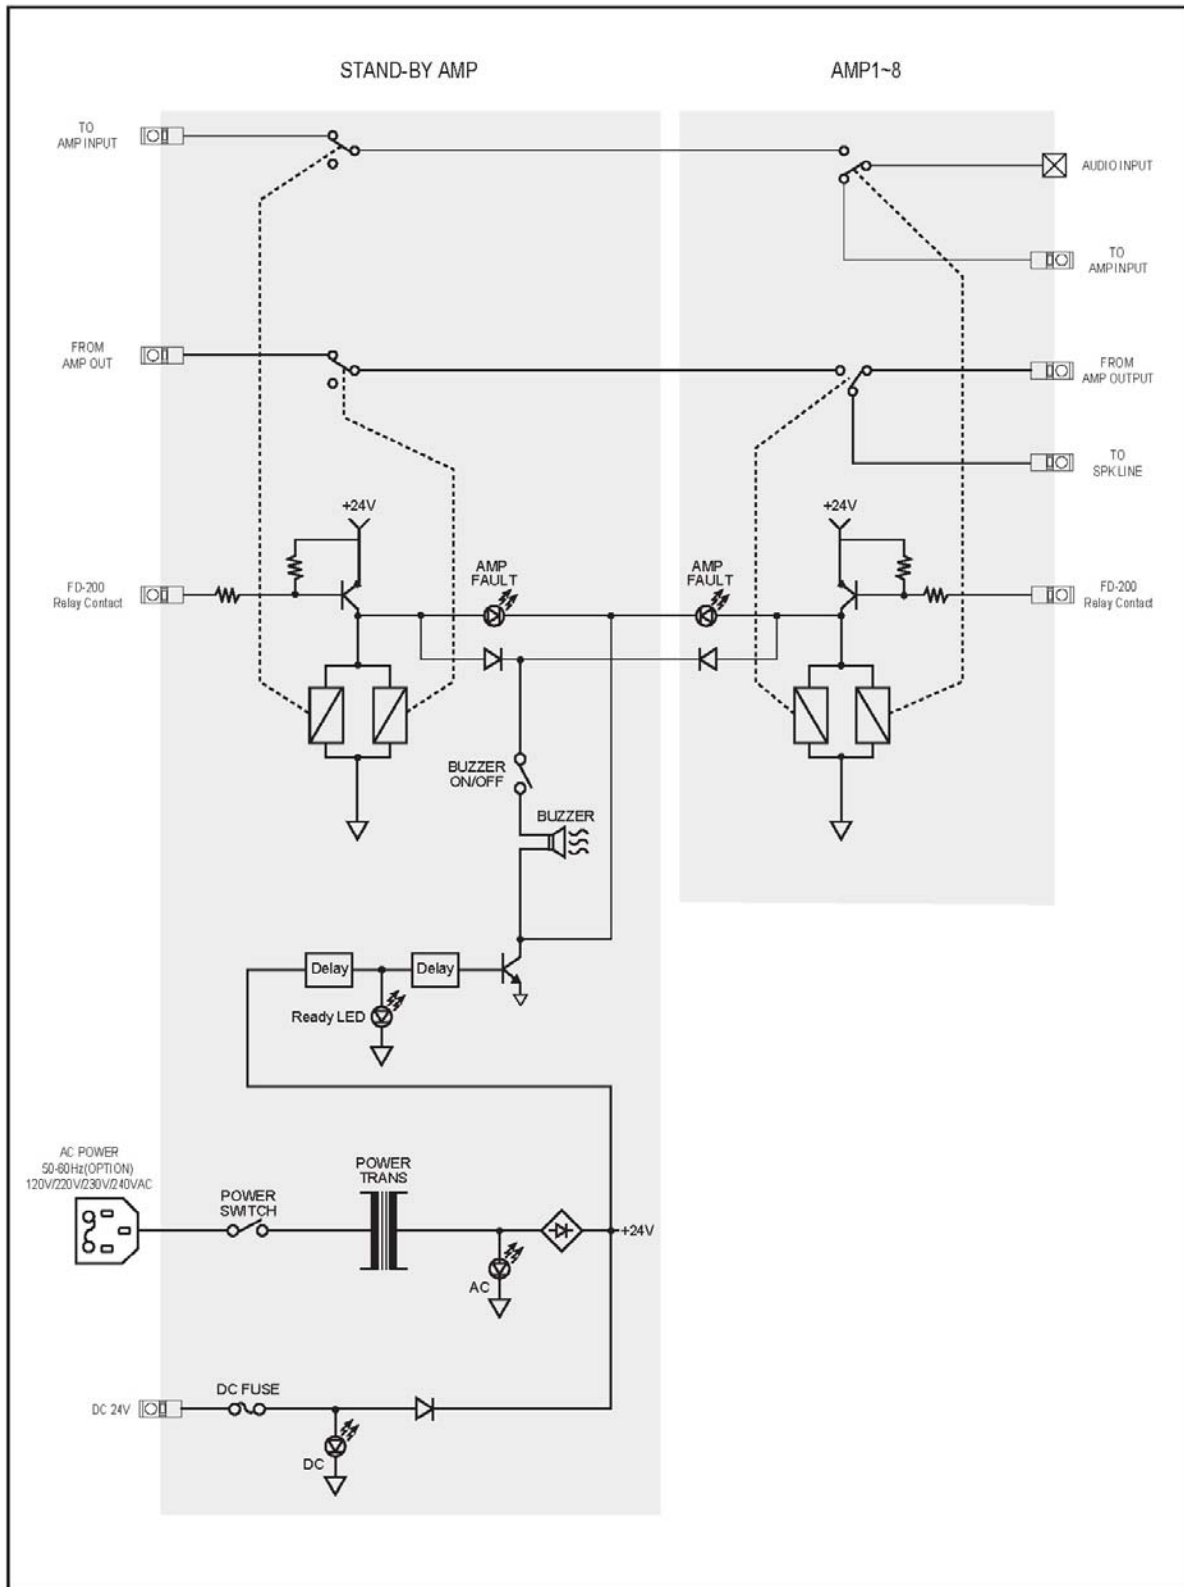 STAND-BY AMP
AMP1~8
TO
AMP INPUT
AUDIO INPUT
TO
AMP INPUT
FROM
AMP OUT
FROM
AMP OUTPUT
TO
SPK LINE
+24V
+24V
AMP
FAULT
AMP
FAULT
FD-200
Relay Contact
FD-200
Relay Contact
BUZZER
ON/OFF
BUZZER
Delay
Delay
Ready LED
AC POWER
50-60Hz(OPTION)
120V/220V/230V/240VAC
POWER
SWITCH
POWER
TRANS
+24V
AC
DC FUSE
DC 24V
DC